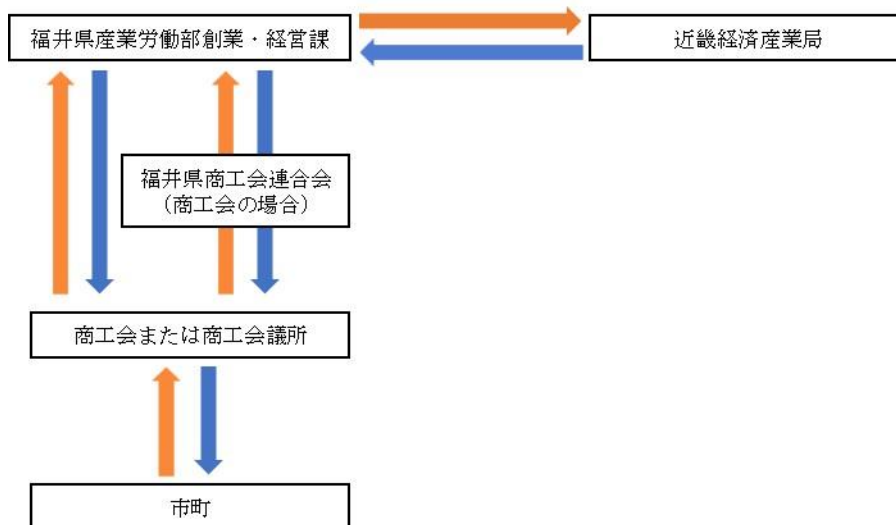 福井県産業労働部創業・経営課
近畿経済産業局
福井県商工会連合会
（商工会の場合）
商工会または商工会議所
市町